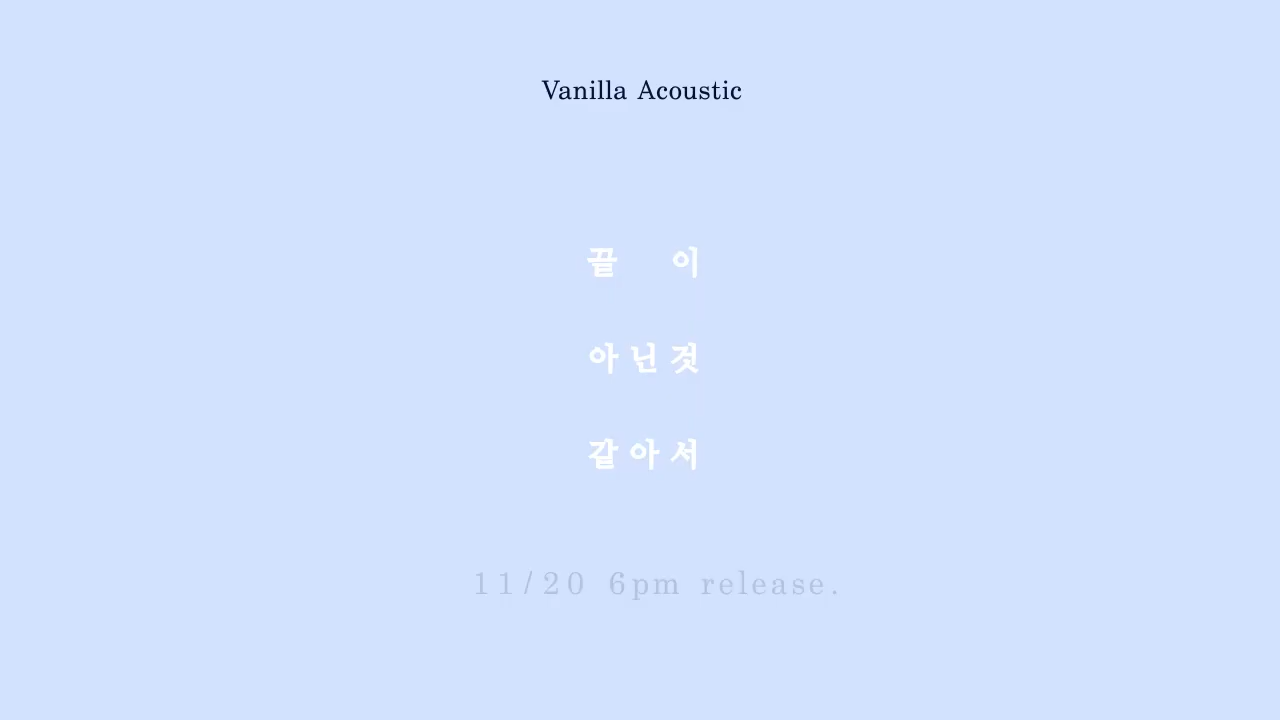 Vanilla Acoustic
끝 이
아닌것
같아서
11/20 6pm release.